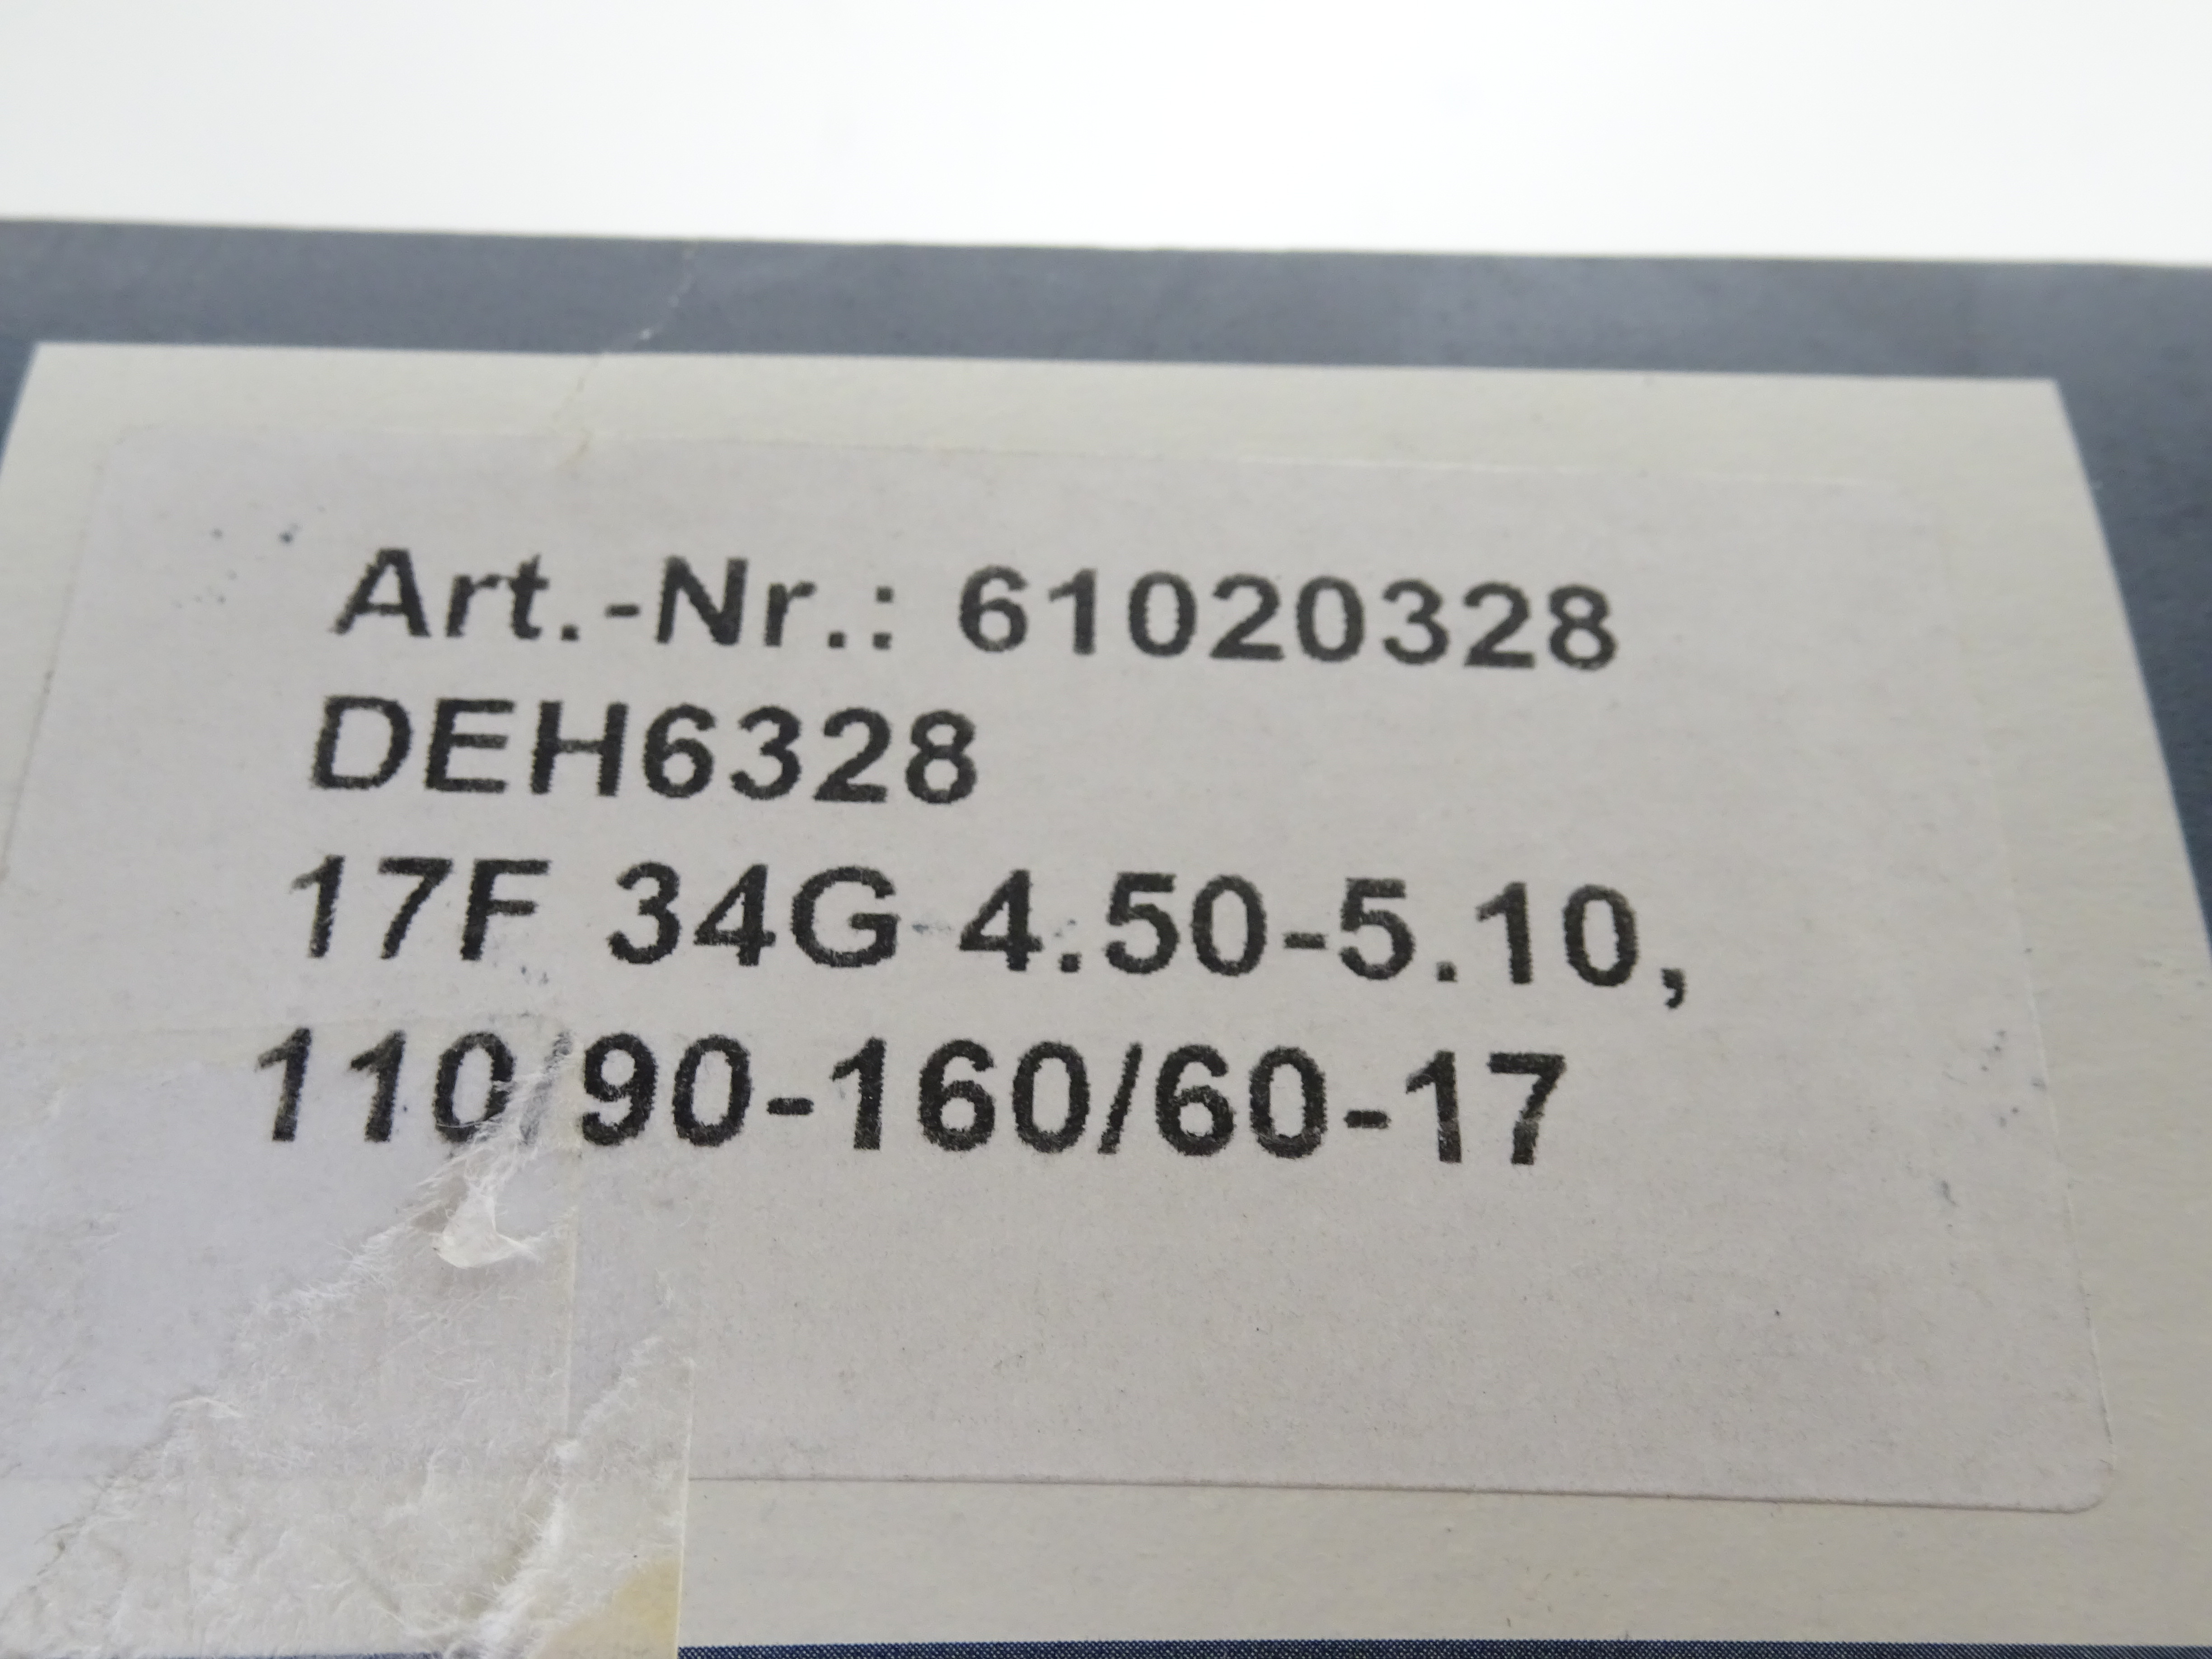 Art.-Nr.: 61020328
DEH6328
17F 34G 4.50-5.10,
110/90-160/60-17